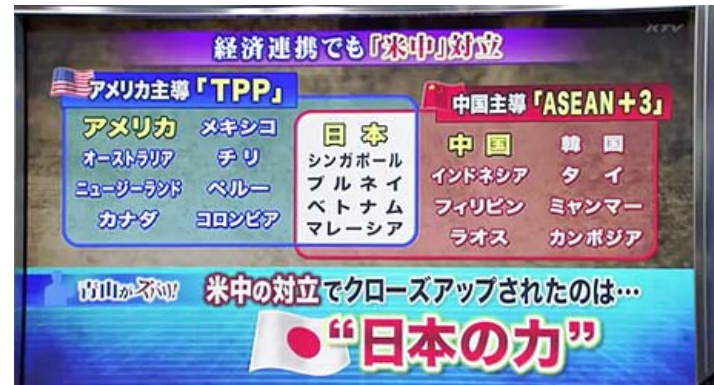 KTV
経済連携でも「米中」対立
アメリカ主導「TPP」
中国主導「ASEAN+3」
アメリカ メキシコ
オーストラリア チリ
ニュージーランド ペルー
カナダ コロンビア
日本
シンガポール
ブルネイ
ベトナム
マレーシア
中国 韓国
インドネシア タイ
フィリピン ミャンマー
ラオス カンボジア
青山がズバリ! 米中の対立でクローズアップされたのは…
“日本の力”